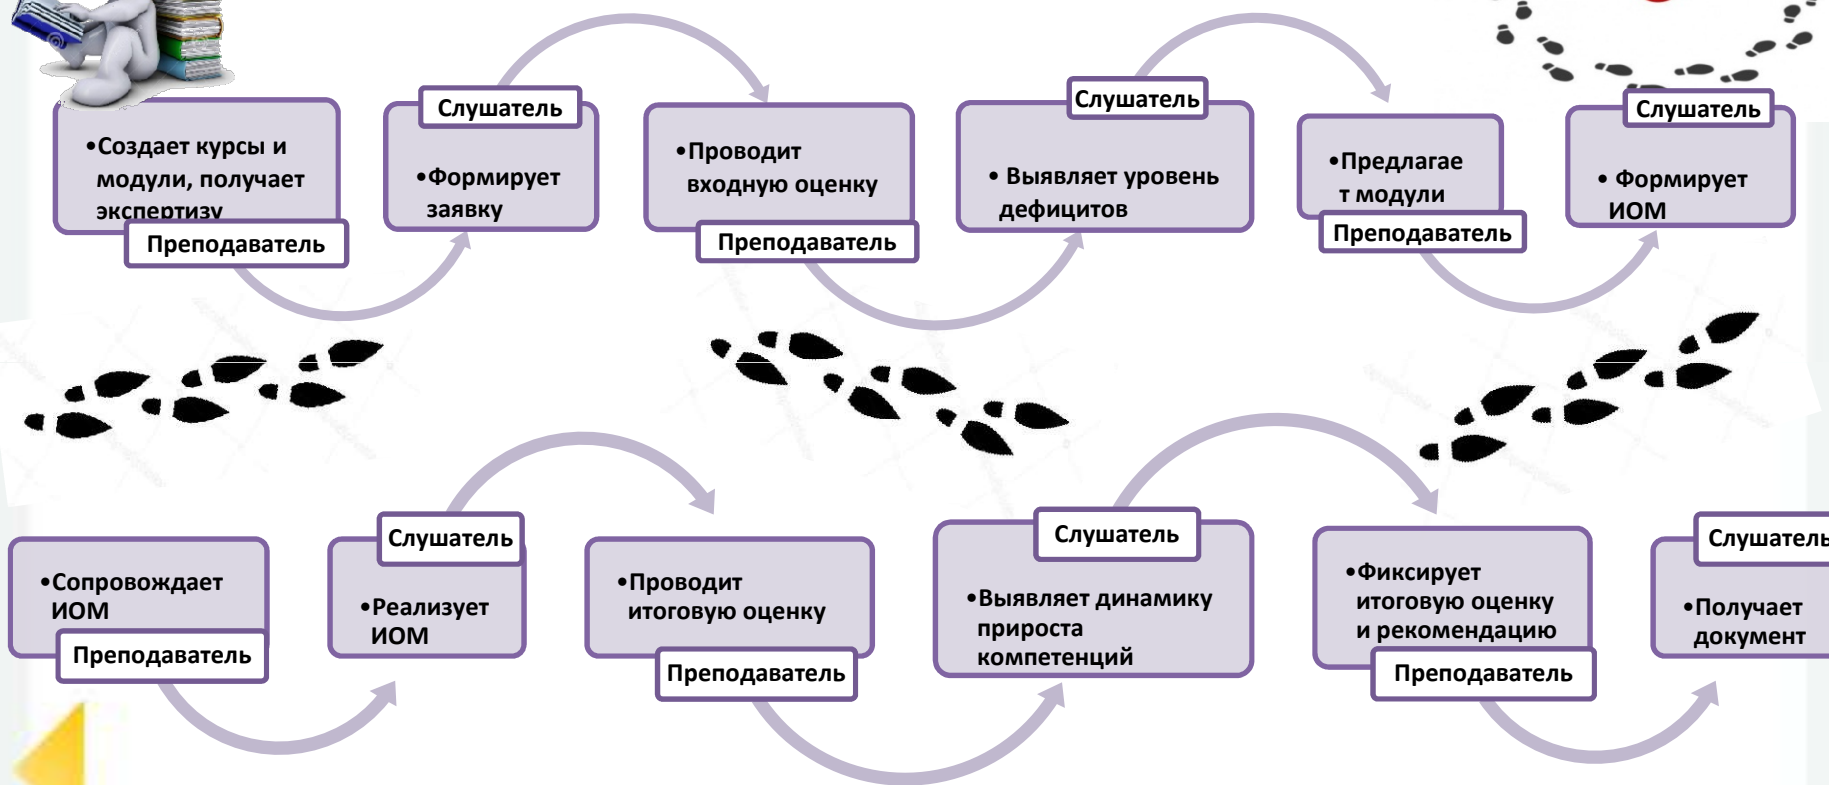 •Создает курсы и
модули, получает
экспертизу
Преподаватель
Слушатель
•Формирует
заявку
•Проводит
входную оценку
Преподаватель
Слушатель
• Выявляет уровень
дефицитов
•Предлагае
т модули
Преподаватель
Слушатель
• Формирует
ИОМ
•Сопровождает
ИОМ
Преподаватель
Слушатель
•Реализует
ИОМ
•Проводит
итоговую оценку
Преподаватель
Слушатель
•Выявляет динамику
прироста
компетенций
•Фиксирует
итоговую оценку
и рекомендацию
Преподаватель
Слушатель
•Получает
документ